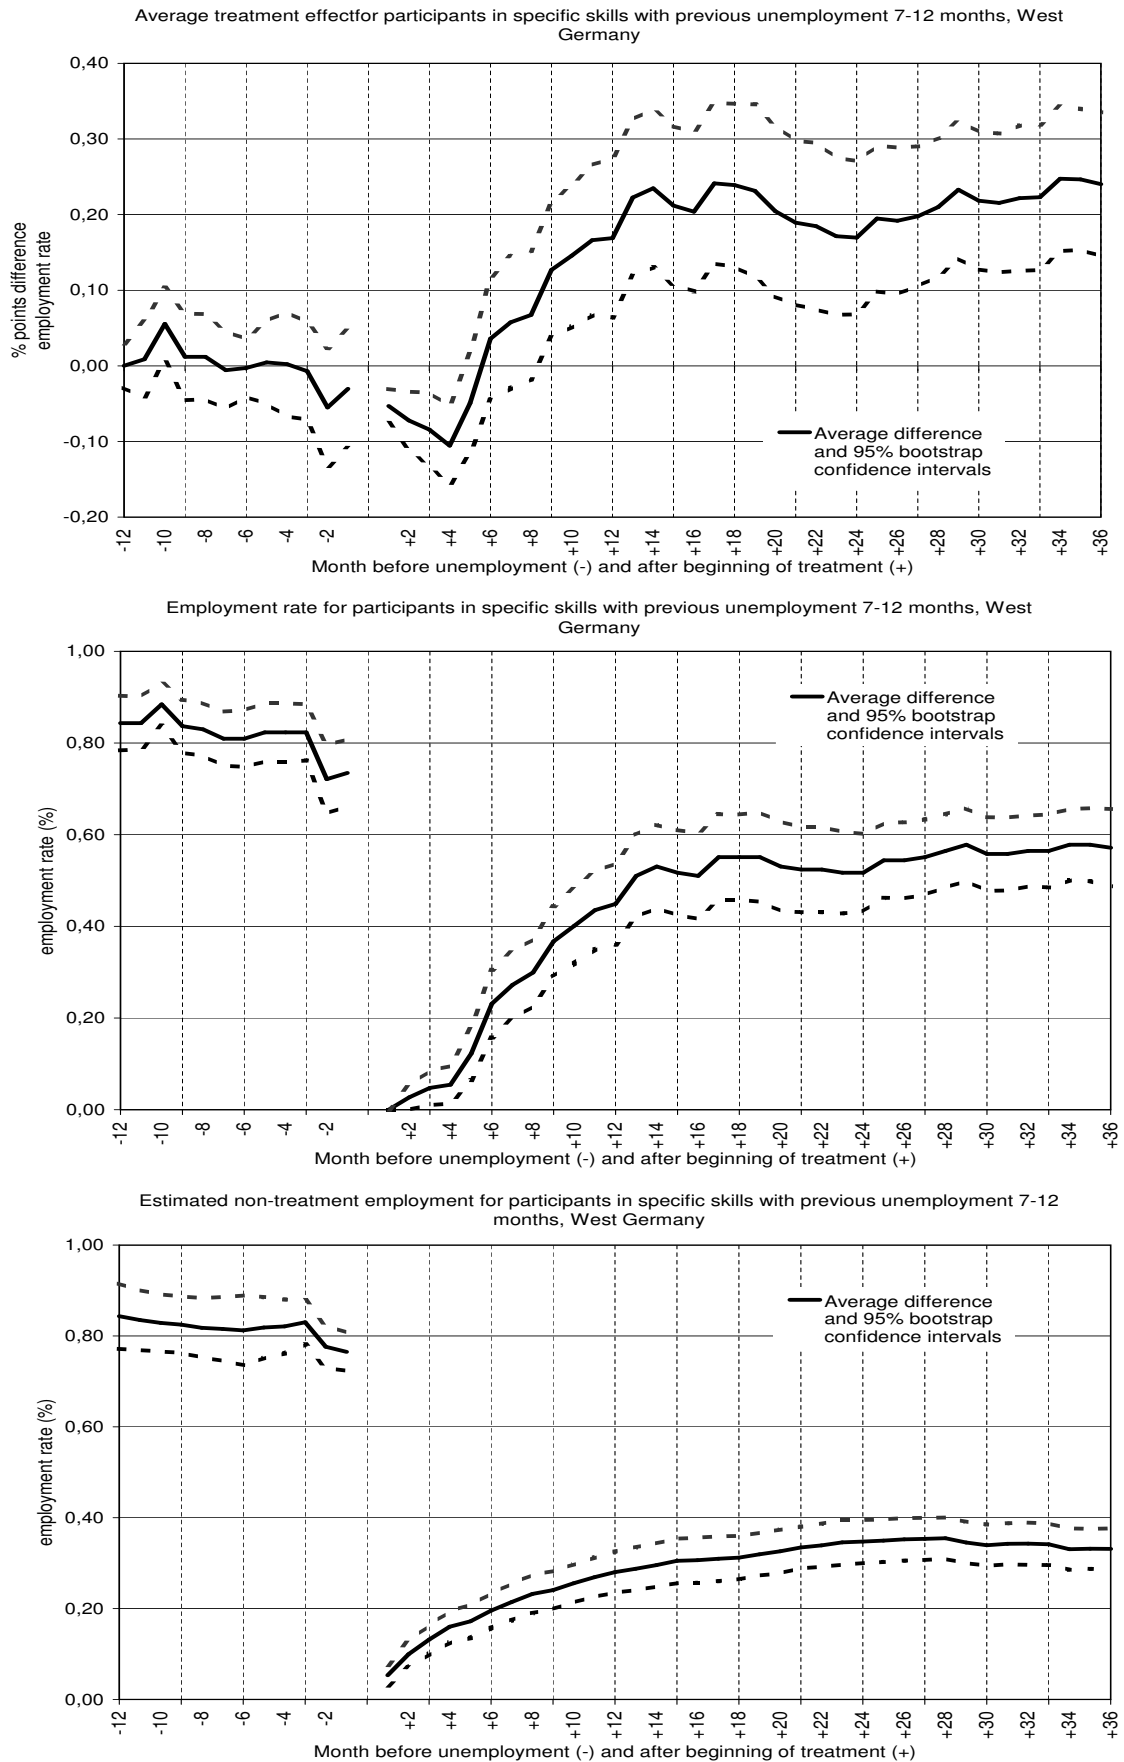 Average treatment effectfor participants in specific skills with previous unemployment 7-12 months, West
Germany
0,40
0,30
0,20
0,10
0,00
-0,10
-0,20
% points difference
employment rate
Average difference
and 95% bootstrap
confidence intervals
-12 -10 -8 -6 -4 -2 +2 +4 +6 +8 +10 +12 +14 +16 +18 +20 +22 +24 +26 +28 +30 +32 +34 +36
Month before unemployment (-) and after beginning of treatment (+)
Employment rate for participants in specific skills with previous unemployment 7-12 months, West
Germany
1,00
0,80
0,60
0,40
0,20
0,00
employment rate (%)
Average difference
and 95% bootstrap
confidence intervals
-12 -10 -8 -6 -4 -2 +2 +4 +6 +8 +10 +12 +14 +16 +18 +20 +22 +24 +26 +28 +30 +32 +34 +36
Month before unemployment (-) and after beginning of treatment (+)
Estimated non-treatment employment for participants in specific skills with previous unemployment 7-12
months, West Germany
1,00
0,80
0,60
0,40
0,20
0,00
employment rate (%)
Average difference
and 95% bootstrap
confidence intervals
-12 -10 -8 -6 -4 -2 +2 +4 +6 +8 +10 +12 +14 +16 +18 +20 +22 +24 +26 +28 +30 +32 +34 +36
Month before unemployment (-) and after beginning of treatment (+)